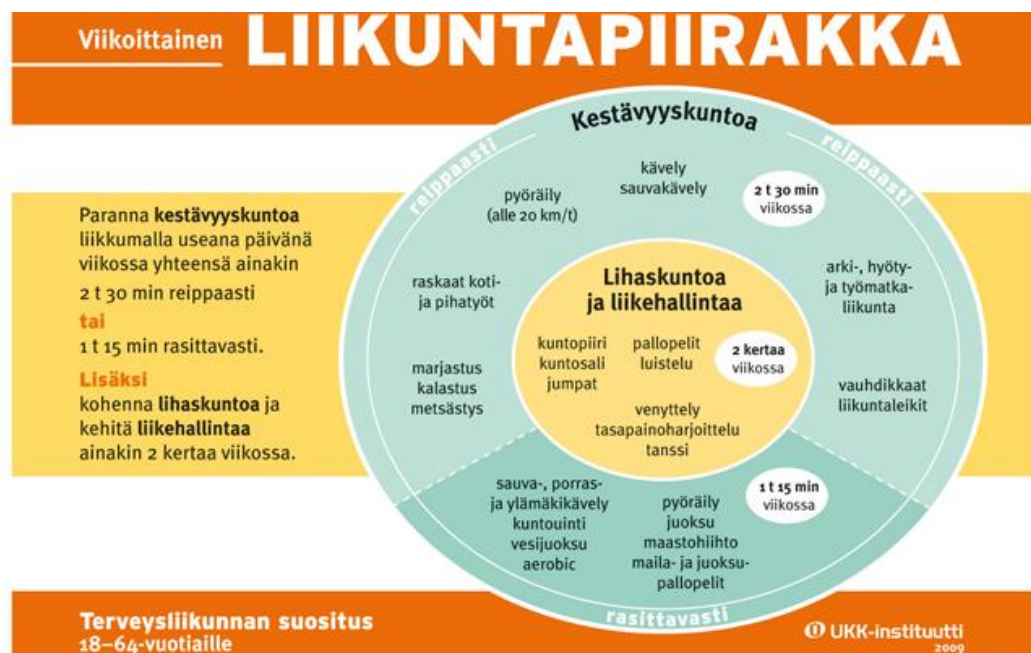 Viikoittainen LIIKUNTAPIIRAKKA
Paranna kestävyyskuntoa
liikkumalla useana päivänä
viikossa yhteensä ainakin
2 t 30 min reippaasti
tai
1 t 15 min rasittavasti.
Lisäksi
kohenna lihaskuntoa ja
kehitä liikehallintaa
ainakin 2 kertaa viikossa.
Kestävyyskuntoa
reippaasti
reippaasti
kävely
sauvakävely
2 t 30 min
viikossa
pyöräily
(alle 20 km/t)
raskaat koti-
ja pihatyöt
arki-, hyöty-
ja työmatka-
liikunta
marjastus
kalastus
metsästys
vauhdikkaat
liikuntaleikit
Lihaskuntoa
ja liikehallintaa
kuntopiiri
kuntosali
jumpat
pallopelit
luistelu
2 kertaa
viikossa
venyttely
tasapainoharjoittelu
tanssi
sauva-, porras-
ja ylämäkikävely
kuntouinti
vesijuoksu
aerobic
pyöräily
juoksu
maastohiihto
maila- ja juoksu-
pallopelit
1 t 15 min
viikossa
rasittavasti
Terveysliikunnan suositus
18–64-vuotiaille
UKK-instituutti
2009